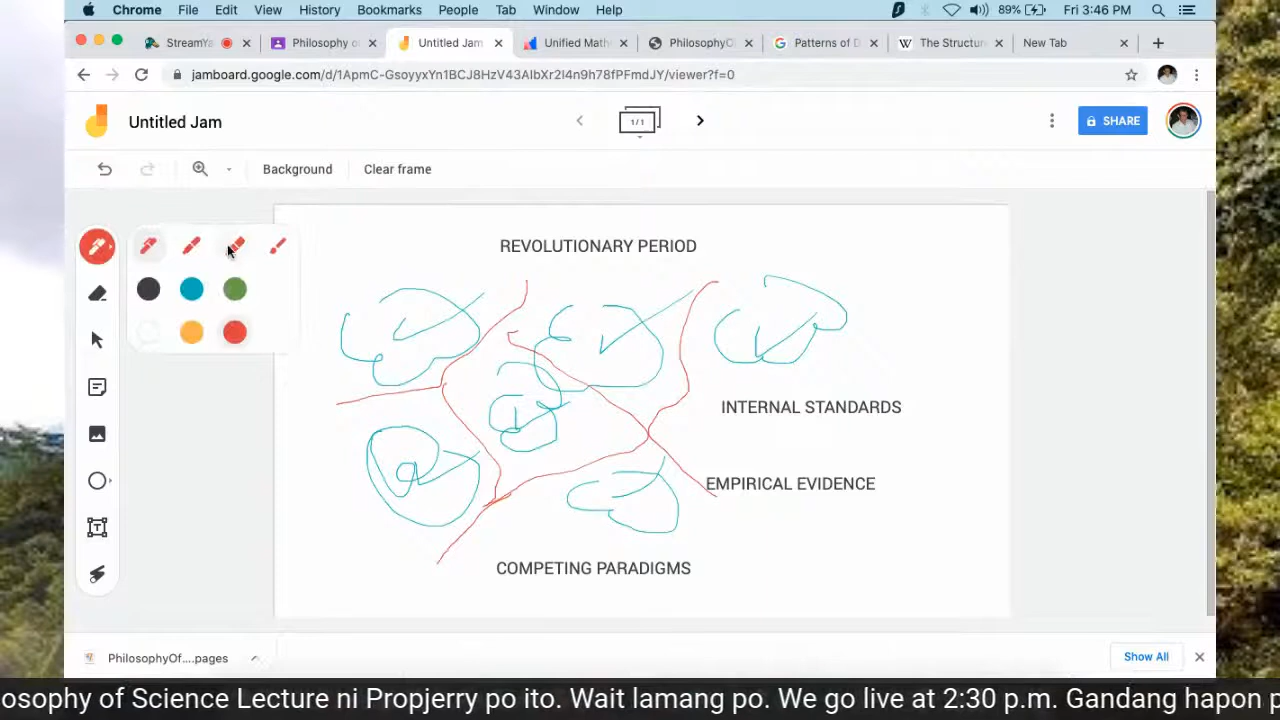 Chrome File Edit View History Bookmarks People Tab Window Help 89% Fri 3:46 PM
StreamYa Philosophy of Untitled Jam Unified Math PhilosophyO Patterns of D The Structur New Tab
jamboard.google.com/d/1ApmC-GsoyyxYn1BCJ8HzV43AlbXr2l4n9h78fPFmdJY/viewer?f=0
Untitled Jam 1/1 SHARE
Background Clear frame
REVOLUTIONARY PERIOD
INTERNAL STANDARDS
EMPIRICAL EVIDENCE
COMPETING PARADIGMS
PhilosophyOf....pages Show All
osophy of Science Lecture ni Propjerry po ito. Wait lamang po. We go live at 2:30 p.m. Gandang hapon p